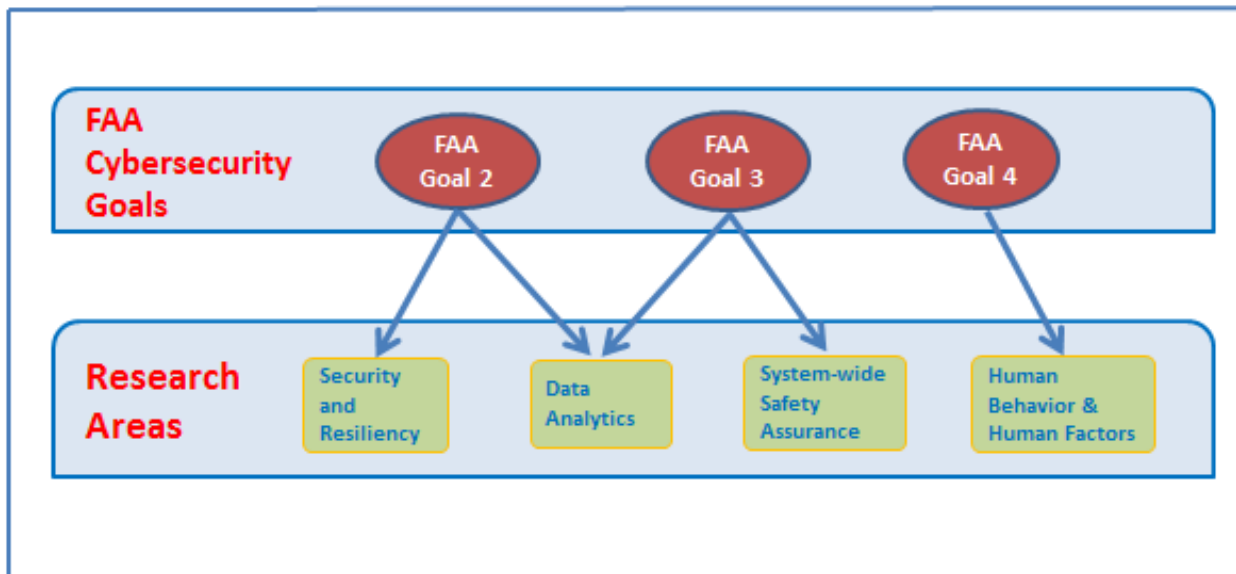 FAA
Cybersecurity
Goals
FAA
Goal 2
FAA
Goal 3
FAA
Goal 4
Research
Areas
Security
and
Resiliency
Data
Analytics
System-wide
Safety
Assurance
Human
Behavior &
Human Factors